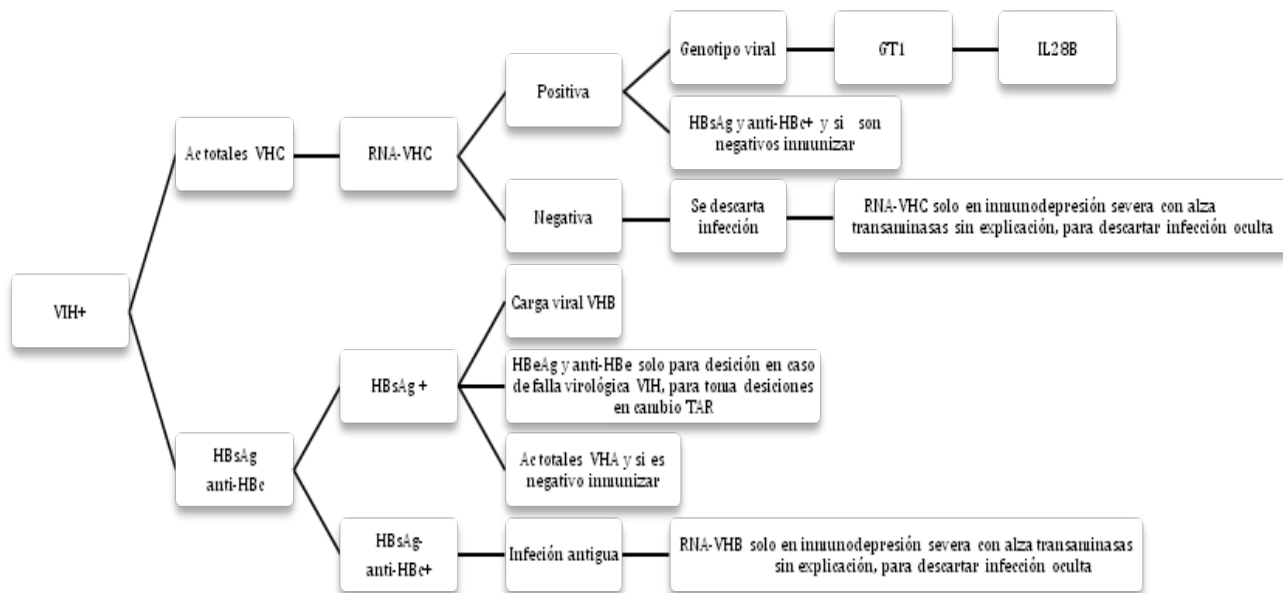 VIH+
Ac totales VHC
RNA-VHC
Positiva
Genotipo viral
GT1
IL28B
HBsAg y anti-HBc+ y si son
negativos inmunizar
Negativa
Se descarta
infección
RNA-VHC solo en inmunodepresión severa con alza
transaminasas sin explicación, para descartar infección oculta
HBsAg
anti-HBc
HBsAg +
Carga viral VHB
HBeAg y anti-HBe solo para desición en caso
de falla virológica VIH, para toma desiciones
en cambio TAR
Ac totales VHA y si es
negativo inmunizar
HBsAg-
anti-HBc+
Infeción antigua
RNA-VHB solo en inmunodepresión severa con alza transaminasas
sin explicación, para descartar infección oculta